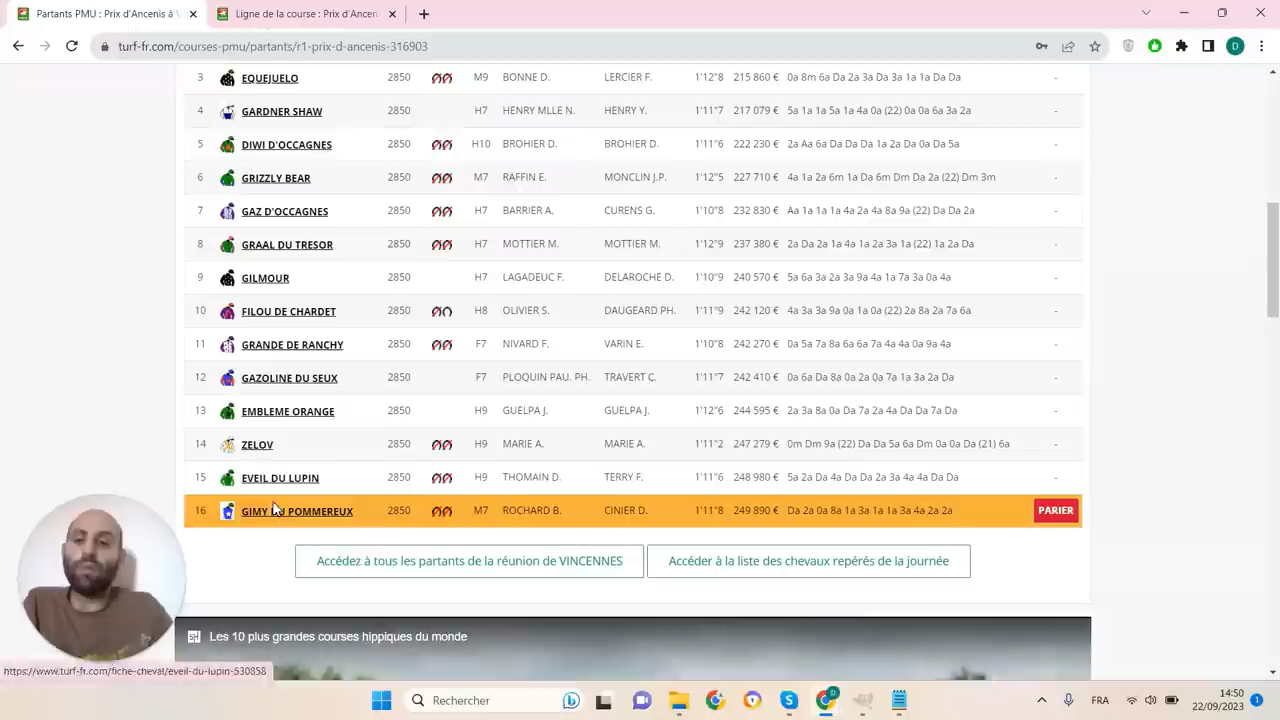 Partants PMU : Prix d'Ancenis à V
Ligne de la course : Prix d'Ancen
turf-fr.com/courses-pmu/partants/r1-prix-d-ancenis-316903
D
3 EQUEJUELO 2850 M9 BONNE D. LERCIER F. 1'12"8 215 860 € 0a 8m 6a Da 2a 3a Da 3a 1a 1a Da Da -
4 GARDNER SHAW 2850 H7 HENRY MLLE N. HENRY Y. 1'11"7 217 079 € 5a 1a 1a 5a 1a 4a 0a (22) 0a 0a 6a 3a 2a -
5 DIWI D'OCCAGNES 2850 H10 BROHIER D. BROHIER D. 1'11"6 222 230 € 2a Aa 6a Da Da Da 1a 2a Da 0a Da 5a -
6 GRIZZLY BEAR 2850 M7 RAFFIN E. MONCLIN J.P. 1'12"5 227 710 € 4a 1a 2a 6m 1a Da 6m Dm Da 2a (22) Dm 3m -
7 GAZ D'OCCAGNES 2850 H7 BARRIER A. CURENS G. 1'10"8 232 830 € Aa 1a 1a 1a 4a 2a 4a 8a 9a (22) Da Da 2a -
8 GRAAL DU TRESOR 2850 H7 MOTTIER M. MOTTIER M. 1'12"9 237 380 € 2a Da 2a 1a 4a 1a 2a 3a 1a (22) 1a 2a Da -
9 GILMOUR 2850 H7 LAGADEUC F. DELAROCHE D. 1'10"9 240 570 € 5a 6a 3a 2a 3a 9a 4a 1a 7a 3a 0a 4a -
10 FILOU DE CHARDET 2850 H8 OLIVIER S. DAUGEARD PH. 1'11"9 242 120 € 4a 3a 3a 9a 0a 1a 0a (22) 2a 8a 2a 7a 6a -
11 GRANDE DE RANCHY 2850 F7 NIVARD F. VARIN E. 1'10"8 242 270 € 0a 5a 7a 8a 6a 6a 7a 4a 4a 0a 9a 4a -
12 GAZOLINE DU SEUX 2850 F7 PLOQUIN PAU. PH. TRAVERT C. 1'11"7 242 410 € 0a 6a Da 8a 0a 2a 0a 7a 1a 3a 2a Da -
13 EMBLEME ORANGE 2850 H9 GUELPA J. GUELPA J. 1'12"6 244 595 € 2a 3a 8a 0a Da 7a 2a 4a Da Da 7a Da -
14 ZELOV 2850 H9 MARIE A. MARIE A. 1'11"2 247 279 € 0m Dm 9a (22) Da Da 5a 6a Dm 0a 0a Da (21) 6a -
15 EVEIL DU LUPIN 2850 H9 THOMAIN D. TERRY F. 1'11"6 248 980 € 5a 2a Da 4a Da Da 2a Da 4a 4a Da Da -
16 GIMY DU POMMEREUX 2850 M7 ROCHARD B. CINIER D. 1'11"8 249 890 € Da 2a 0a 8a 1a 3a 1a 1a 3a 4a 2a 2a PARIER
Accédez à tous les partants de la réunion de VINCENNES
Accéder à la liste des chevaux repérés de la journée
Les 10 plus grandes courses hippiques du monde
https://www.turf-fr.com/fiche-cheval/eveil-du-lupin-530858
Rechercher
FRA
14:50
22/09/2023